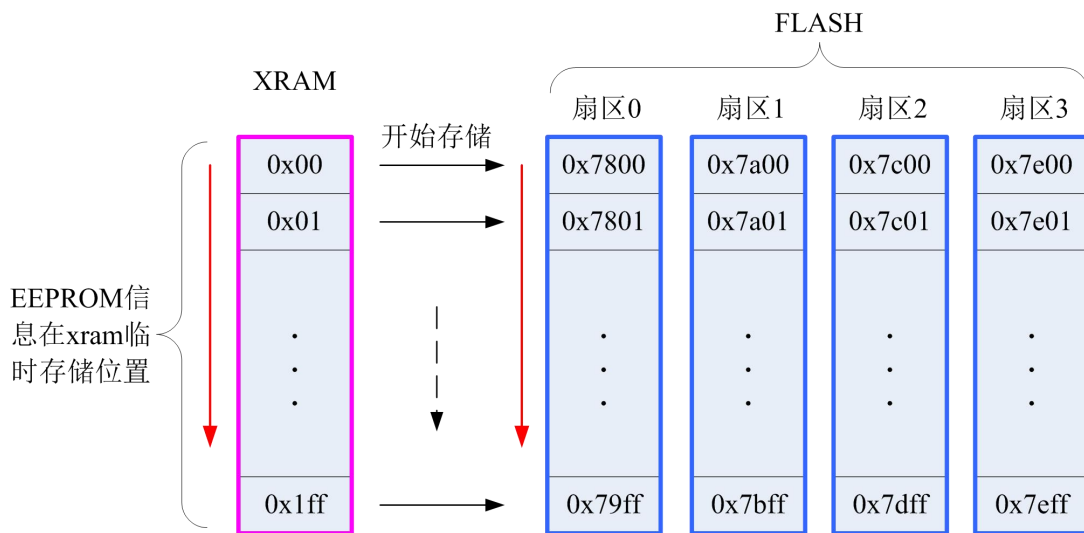 FLASH
XRAM
扇区0 扇区1 扇区2 扇区3
开始存储
0x00 0x7800 0x7a00 0x7c00 0x7e00
0x01 0x7801 0x7a01 0x7c01 0x7e01
EEPROM信
息在xram临
时存储位置
0x1ff 0x79ff 0x7bff 0x7dff 0x7eff